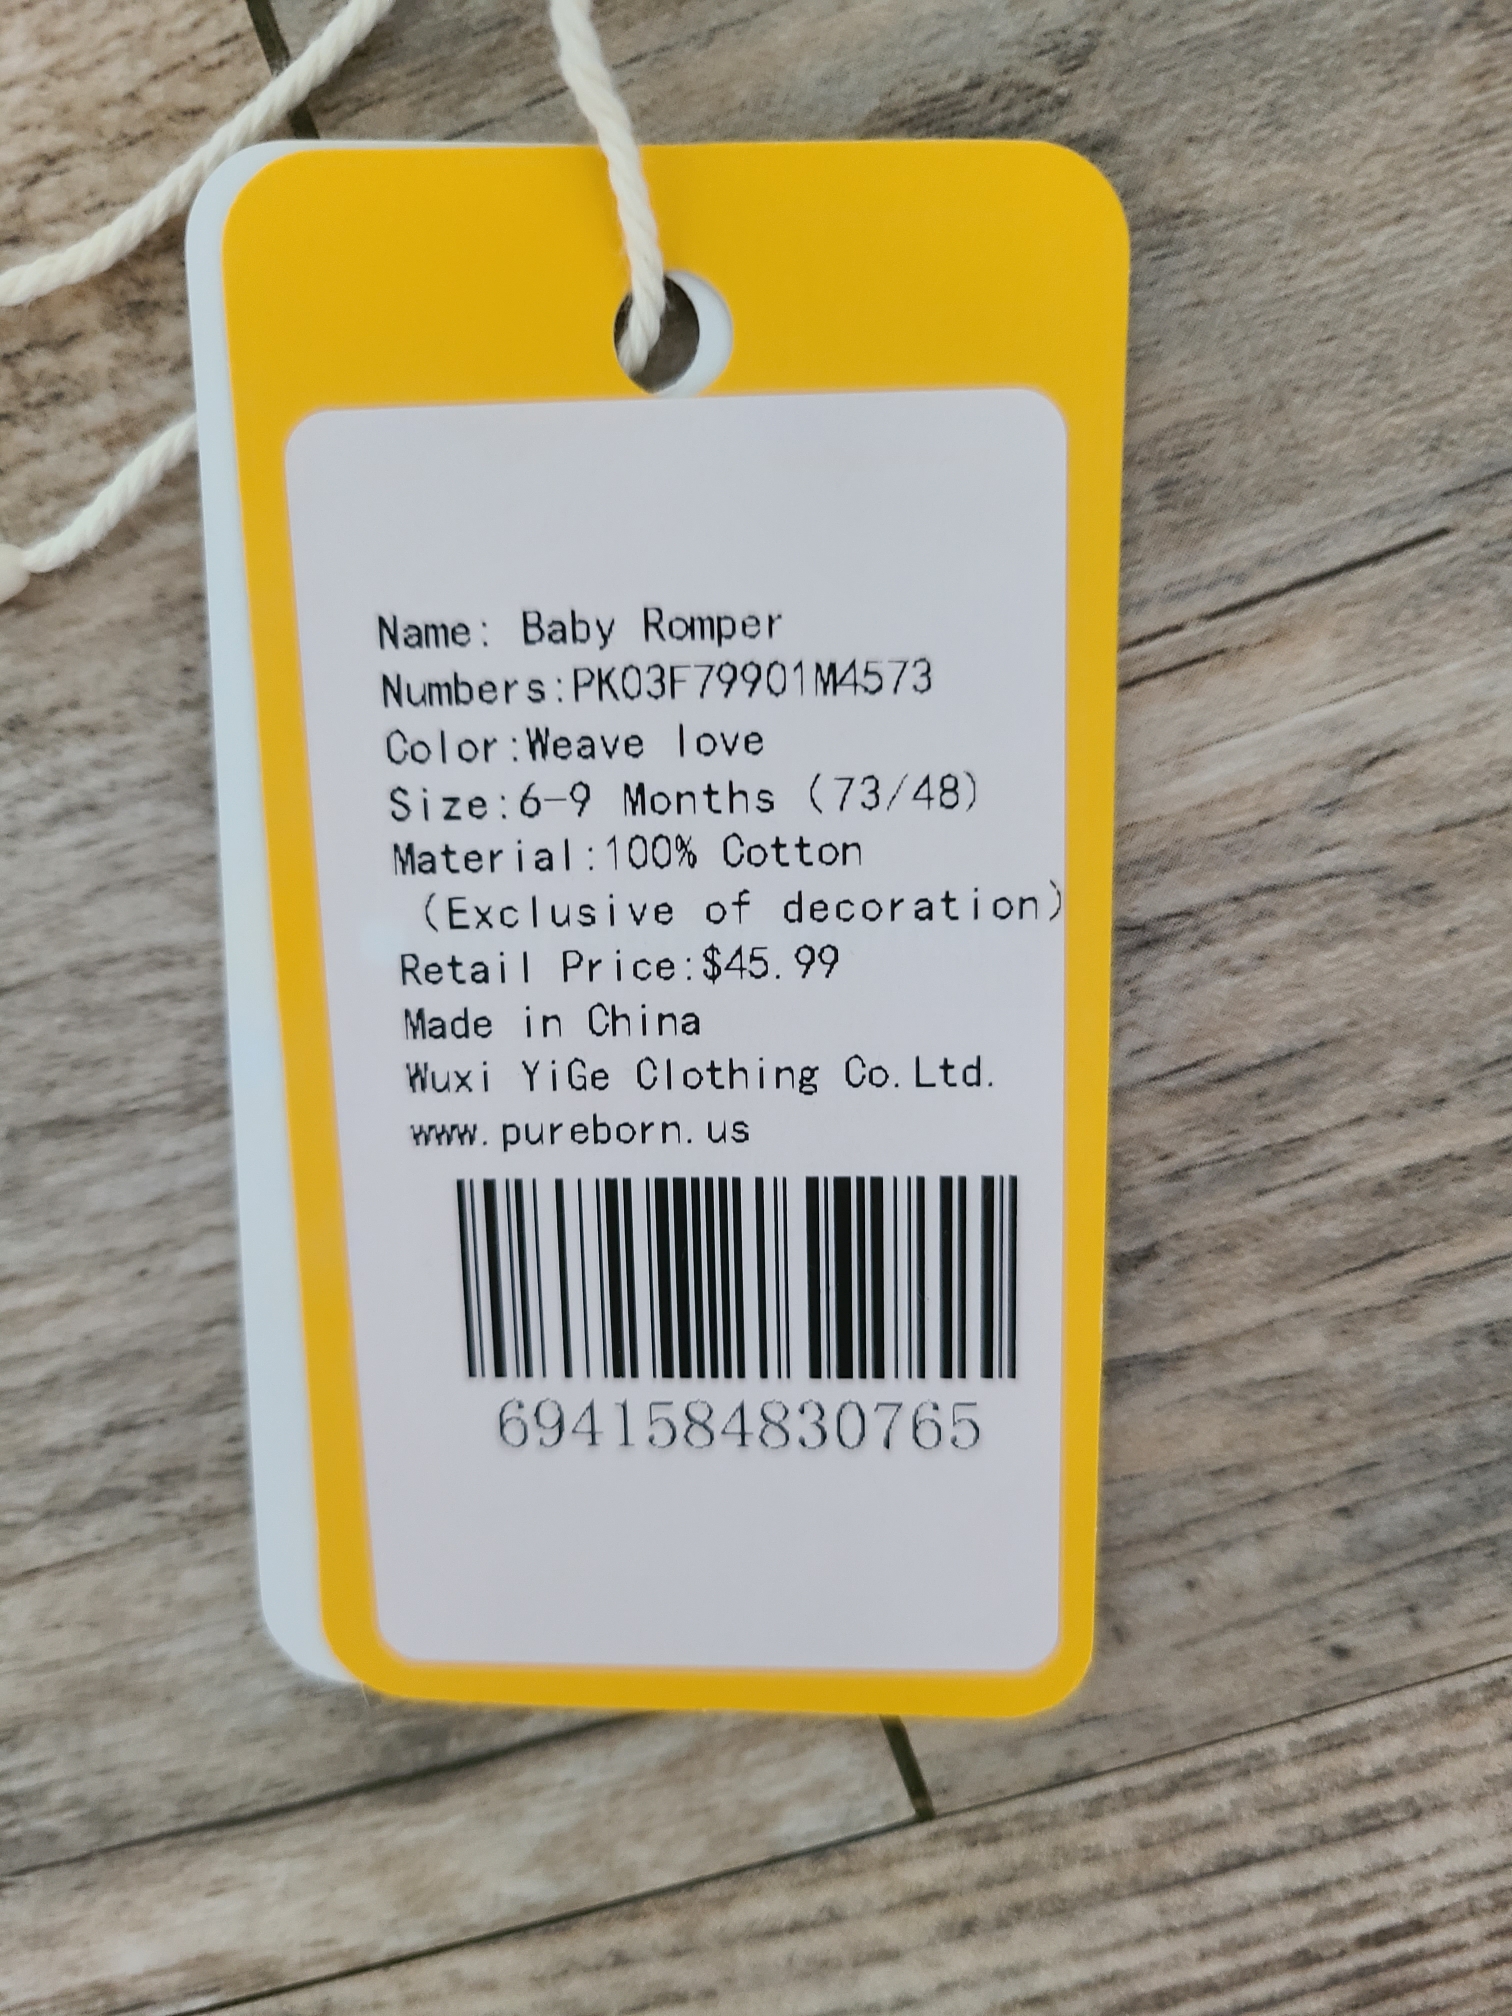 Name: Baby Romper
Numbers:PK03F79901M4573
Color:Weave love
Size:6-9 Months (73/48)
Material:100% Cotton
(Exclusive of decoration)
Retail Price:$45.99
Made in China
Wuxi YiGe Clothing Co.Ltd.
www.pureborn.us
6941584830765